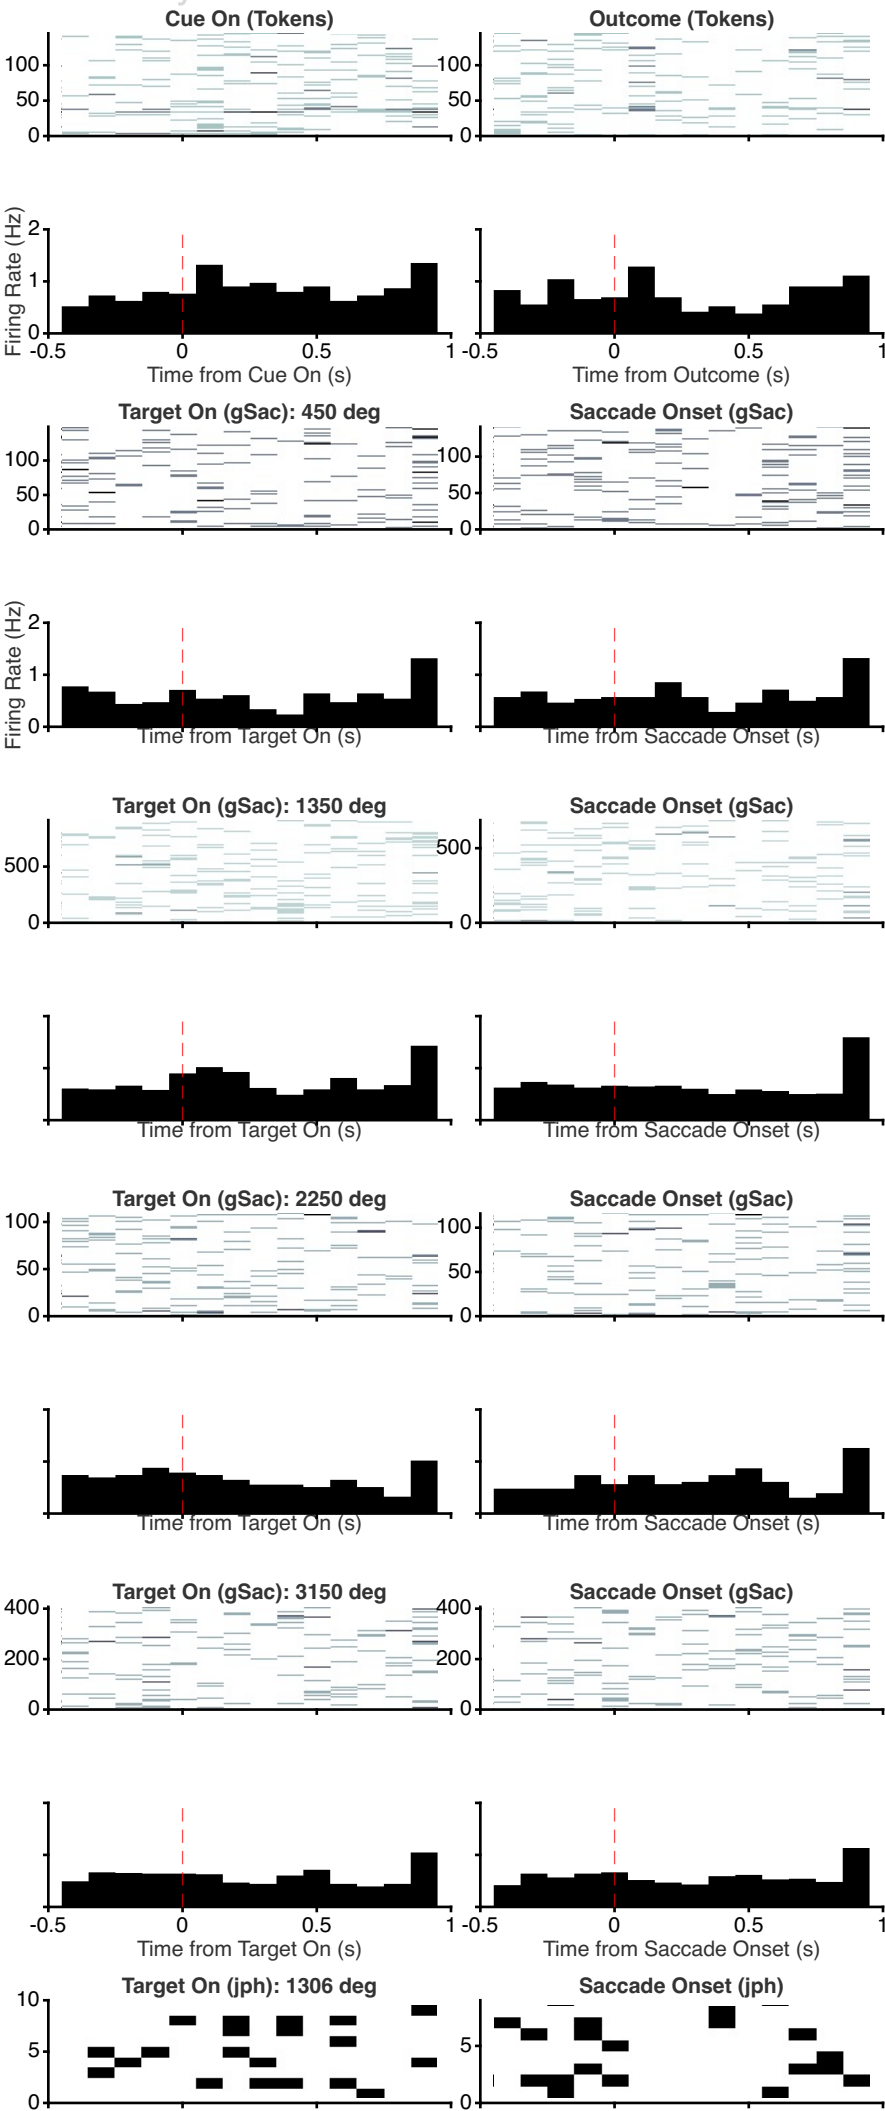 Cue On (Tokens) Outcome (Tokens)
100 100
50 50
0 0
Firing Rate (Hz)
2
1
0
-0.5 0 0.5 1 -0.5 0 0.5 1
Time from Cue On (s) Time from Outcome (s)
Target On (gSac): 450 deg Saccade Onset (gSac)
100 100
50 50
0 0
Firing Rate (Hz)
2
1
0
Time from Target On (s) Time from Saccade Onset (s)
Target On (gSac): 1350 deg Saccade Onset (gSac)
500 500
0 0
Time from Target On (s) Time from Saccade Onset (s)
Target On (gSac): 2250 deg Saccade Onset (gSac)
100 100
50 50
0 0
Time from Target On (s) Time from Saccade Onset (s)
Target On (gSac): 3150 deg Saccade Onset (gSac)
400 400
200 200
0 0
-0.5 0 0.5 1 -0.5 0 0.5 1
Time from Target On (s) Time from Saccade Onset (s)
Target On (jph): 1306 deg Saccade Onset (jph)
10
5 5
0 0